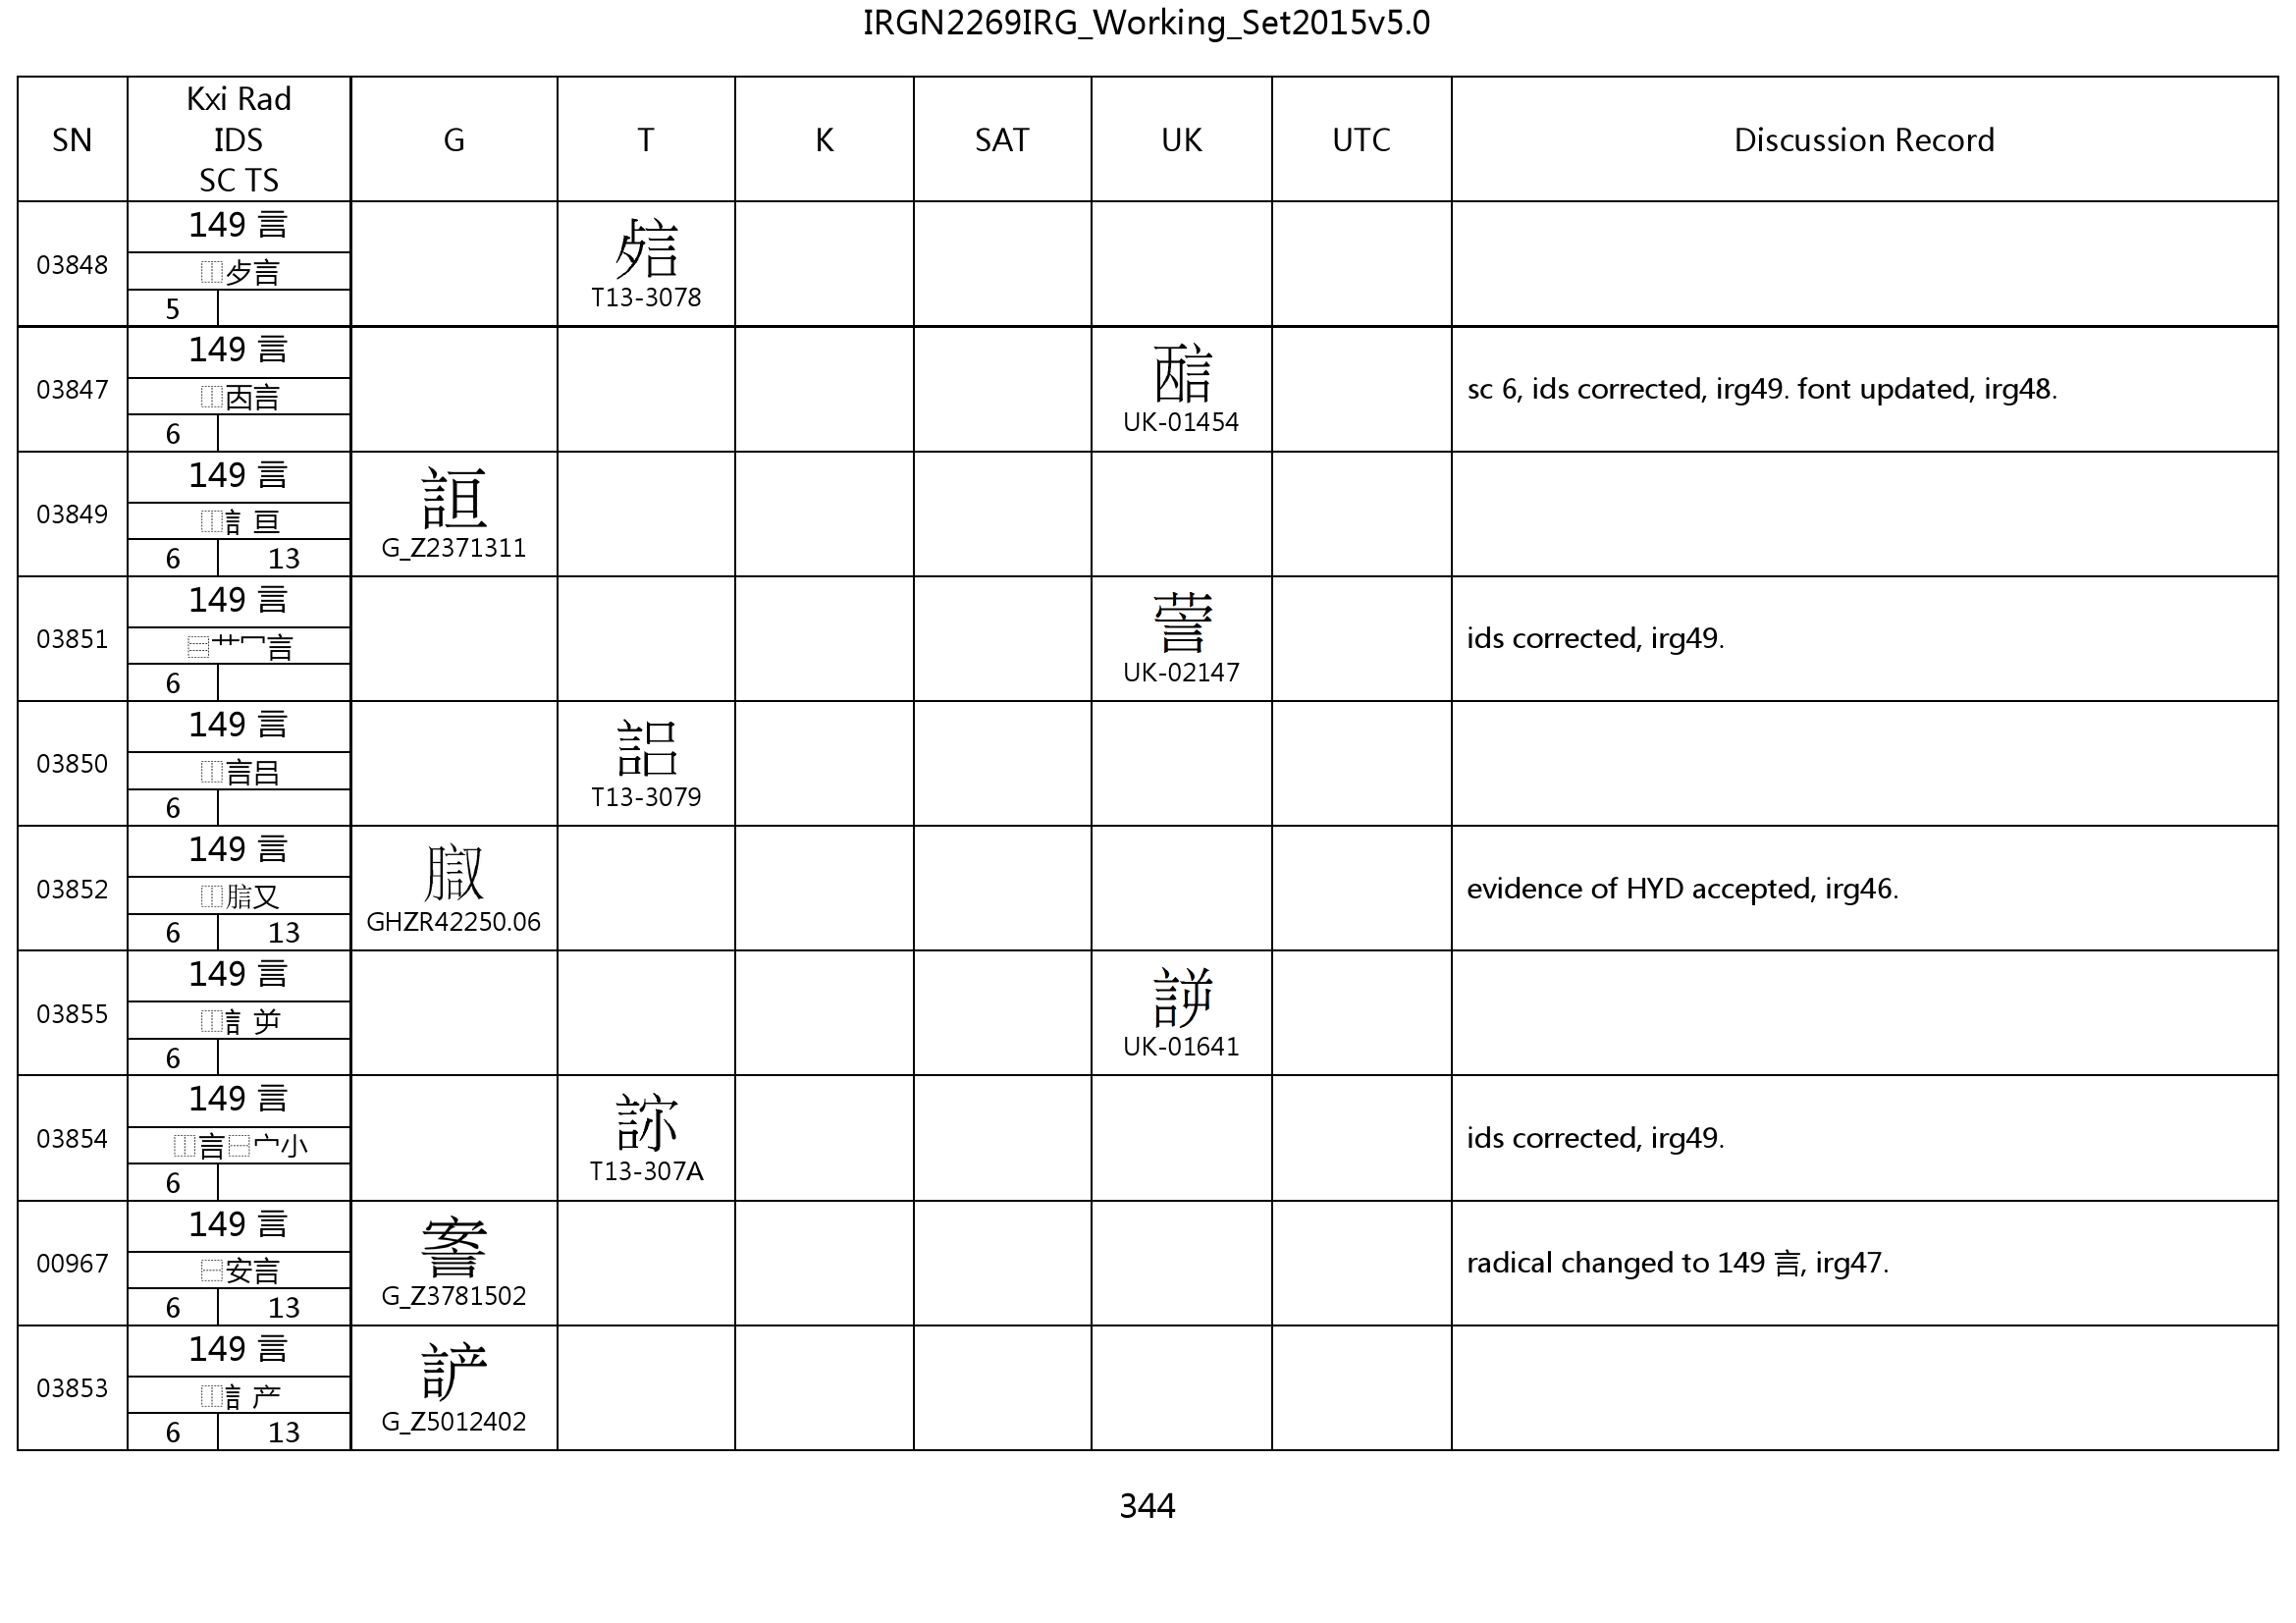 IRGN2269IRG_Working_Set2015v5.0
SN Kxi Rad IDS SC TS G T K SAT UK UTC Discussion Record
03848
149 言
⿰歺言
5
T13-3078
03847
149 言
⿰㐁言
6
UK-01454
sc 6, ids corrected, irg49. font updated, irg48.
03849
149 言
⿰訁亘
6 13
G_Z2371311
03851
149 言
⿳艹冖言
6
UK-02147
ids corrected, irg49.
03850
149 言
⿰言吕
6
T13-3079
03852
149 言
6 13
GHZR42250.06
evidence of HYD accepted, irg46.
03855
149 言
⿰訁屰
6
UK-01641
03854
149 言
⿰言⿱宀小
6
T13-307A
ids corrected, irg49.
00967
149 言
⿱安言
6 13
G_Z3781502
radical changed to 149 言, irg47.
03853
149 言
⿰訁产
6 13
G_Z5012402
344